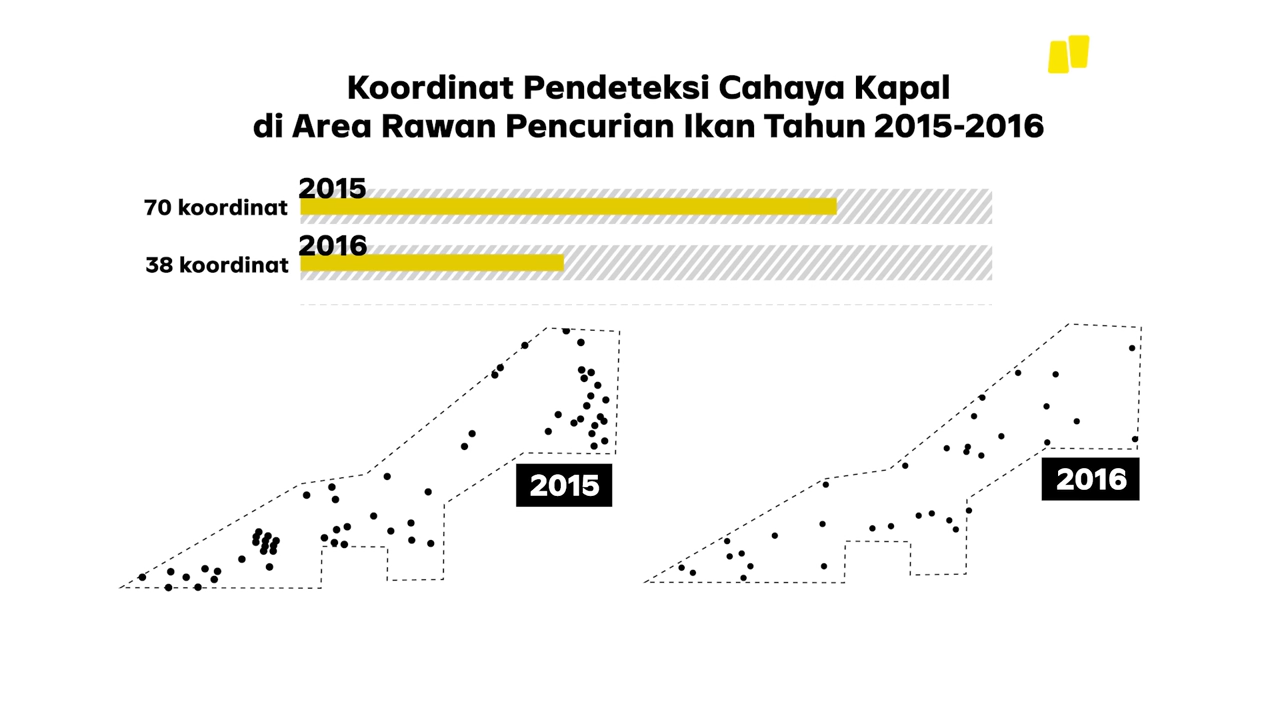 Koordinat Pendeteksi Cahaya Kapal
di Area Rawan Pencurian Ikan Tahun 2015-2016
2015
70 koordinat
2016
38 koordinat
2015
2016